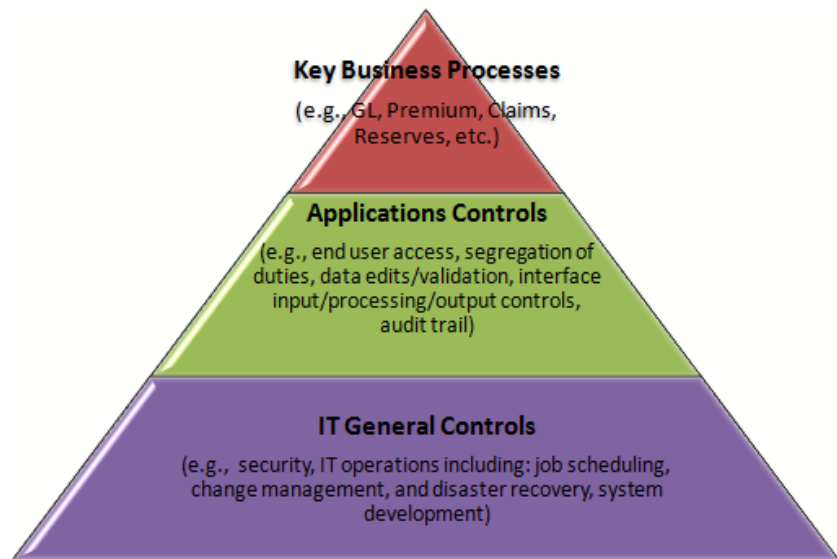 Key Business Processes
(e.g., GL, Premium, Claims,
Reserves, etc.)
Applications Controls
(e.g., end user access, segregation of
duties, data edits/validation, interface
input/processing/output controls,
audit trail)
IT General Controls
(e.g., security, IT operations including: job scheduling,
change management, and disaster recovery, system
development)